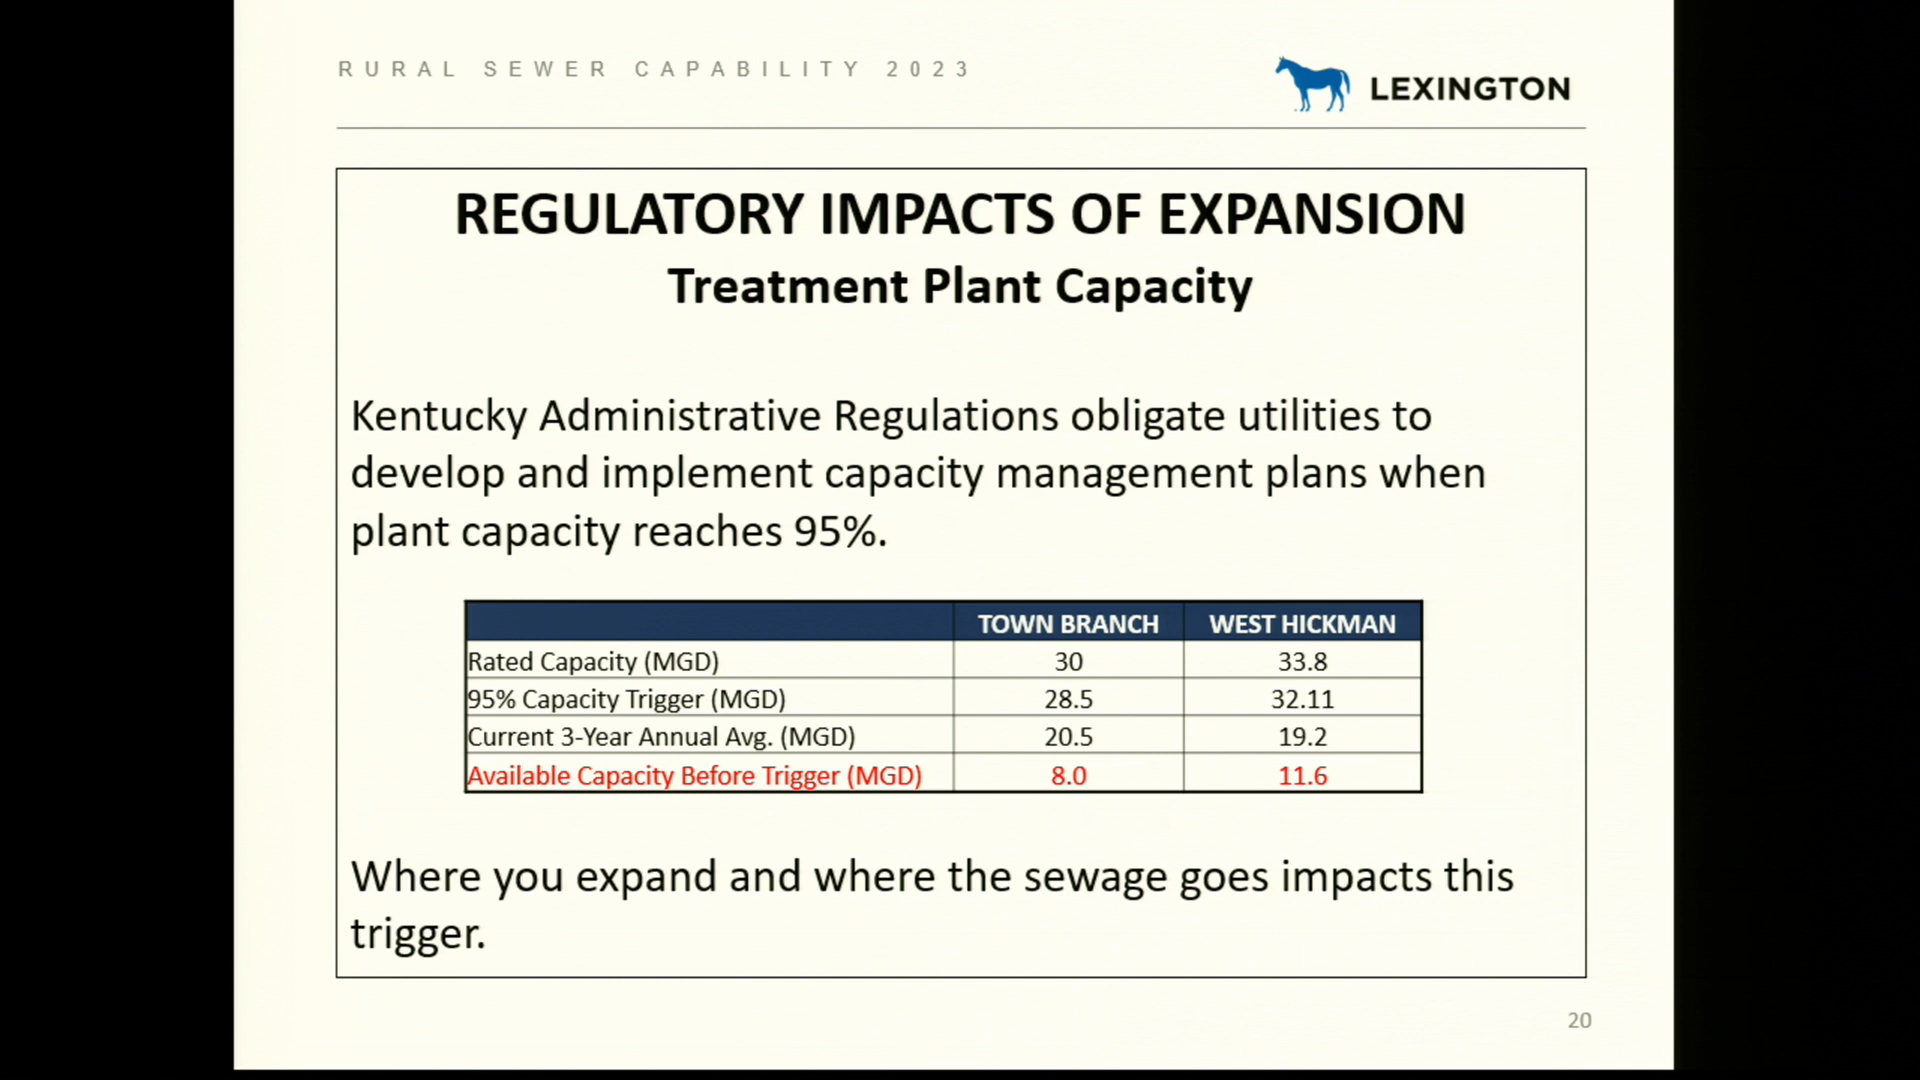 RURAL SEWER CAPABILITY 2023
LEXINGTON
REGULATORY IMPACTS OF EXPANSION
Treatment Plant Capacity
Kentucky Administrative Regulations obligate utilities to
develop and implement capacity management plans when
plant capacity reaches 95%.
TOWN BRANCH WEST HICKMAN
Rated Capacity (MGD) 30 33.8
95% Capacity Trigger (MGD) 28.5 32.11
Current 3-Year Annual Avg. (MGD) 20.5 19.2
Available Capacity Before Trigger (MGD) 8.0 11.6
Where you expand and where the sewage goes impacts this
trigger.
20